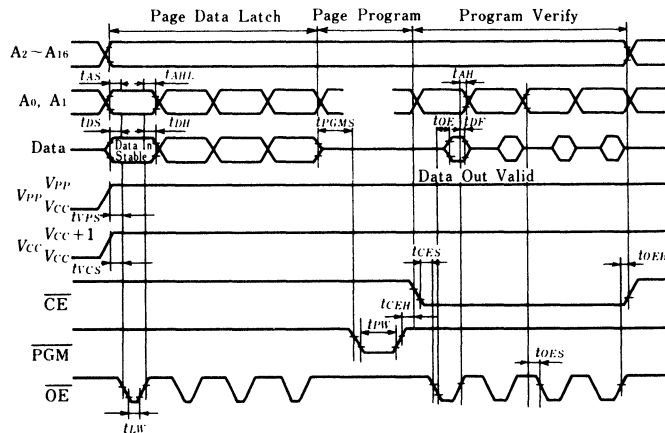 Page Data Latch Page Program Program Verify
A2~A16
tAS tAHL tAH
A0, A1
tDS tDH tPGMS tOE tDF
Data
Data In
Stable
Data Out Valid
VPP
VPP
VCC
tVPS
VCC+1
VCC
VCC
tVCS
tCES tOEH
CE
tCEH
tPW
PGM
tOES
OE
tLW